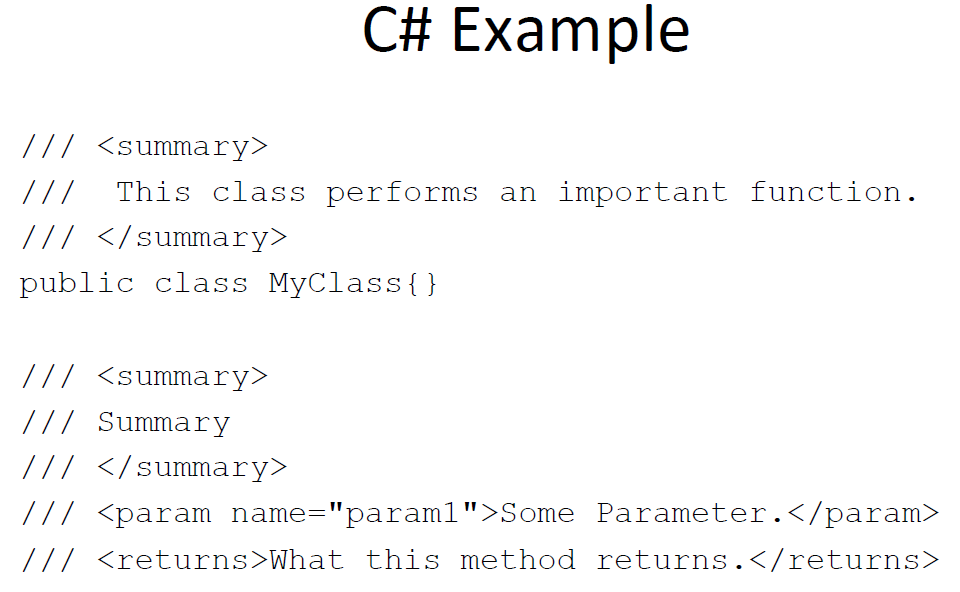 C# Example
/// <summary>
///  This class performs an important function.
/// </summary>
public class MyClass{}
/// <summary>
/// Summary
/// </summary>
/// <param name="param1">Some Parameter.</param>
/// <returns>What this method returns.</returns>